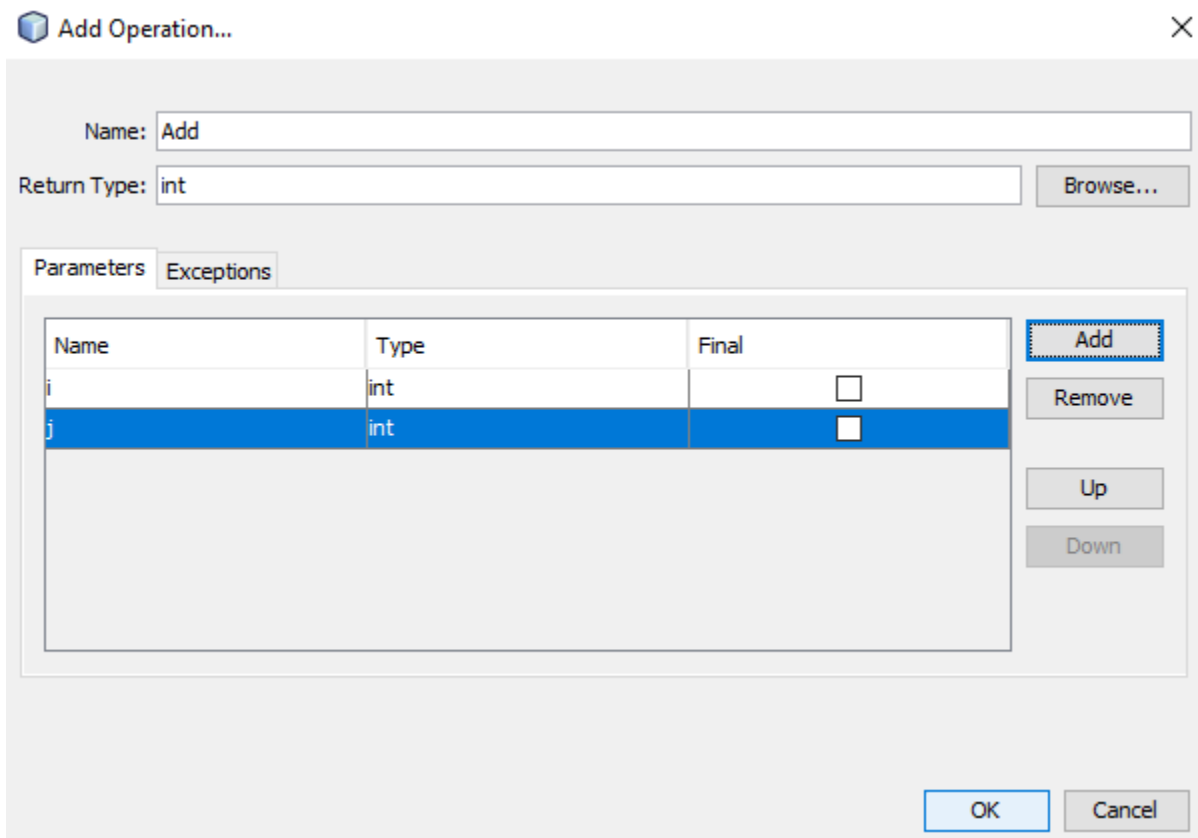 Add Operation...
Name: Add
Return Type: int Browse...
Parameters Exceptions
Name Type Final Add
i int
Remove
j int
Up
Down
OK Cancel